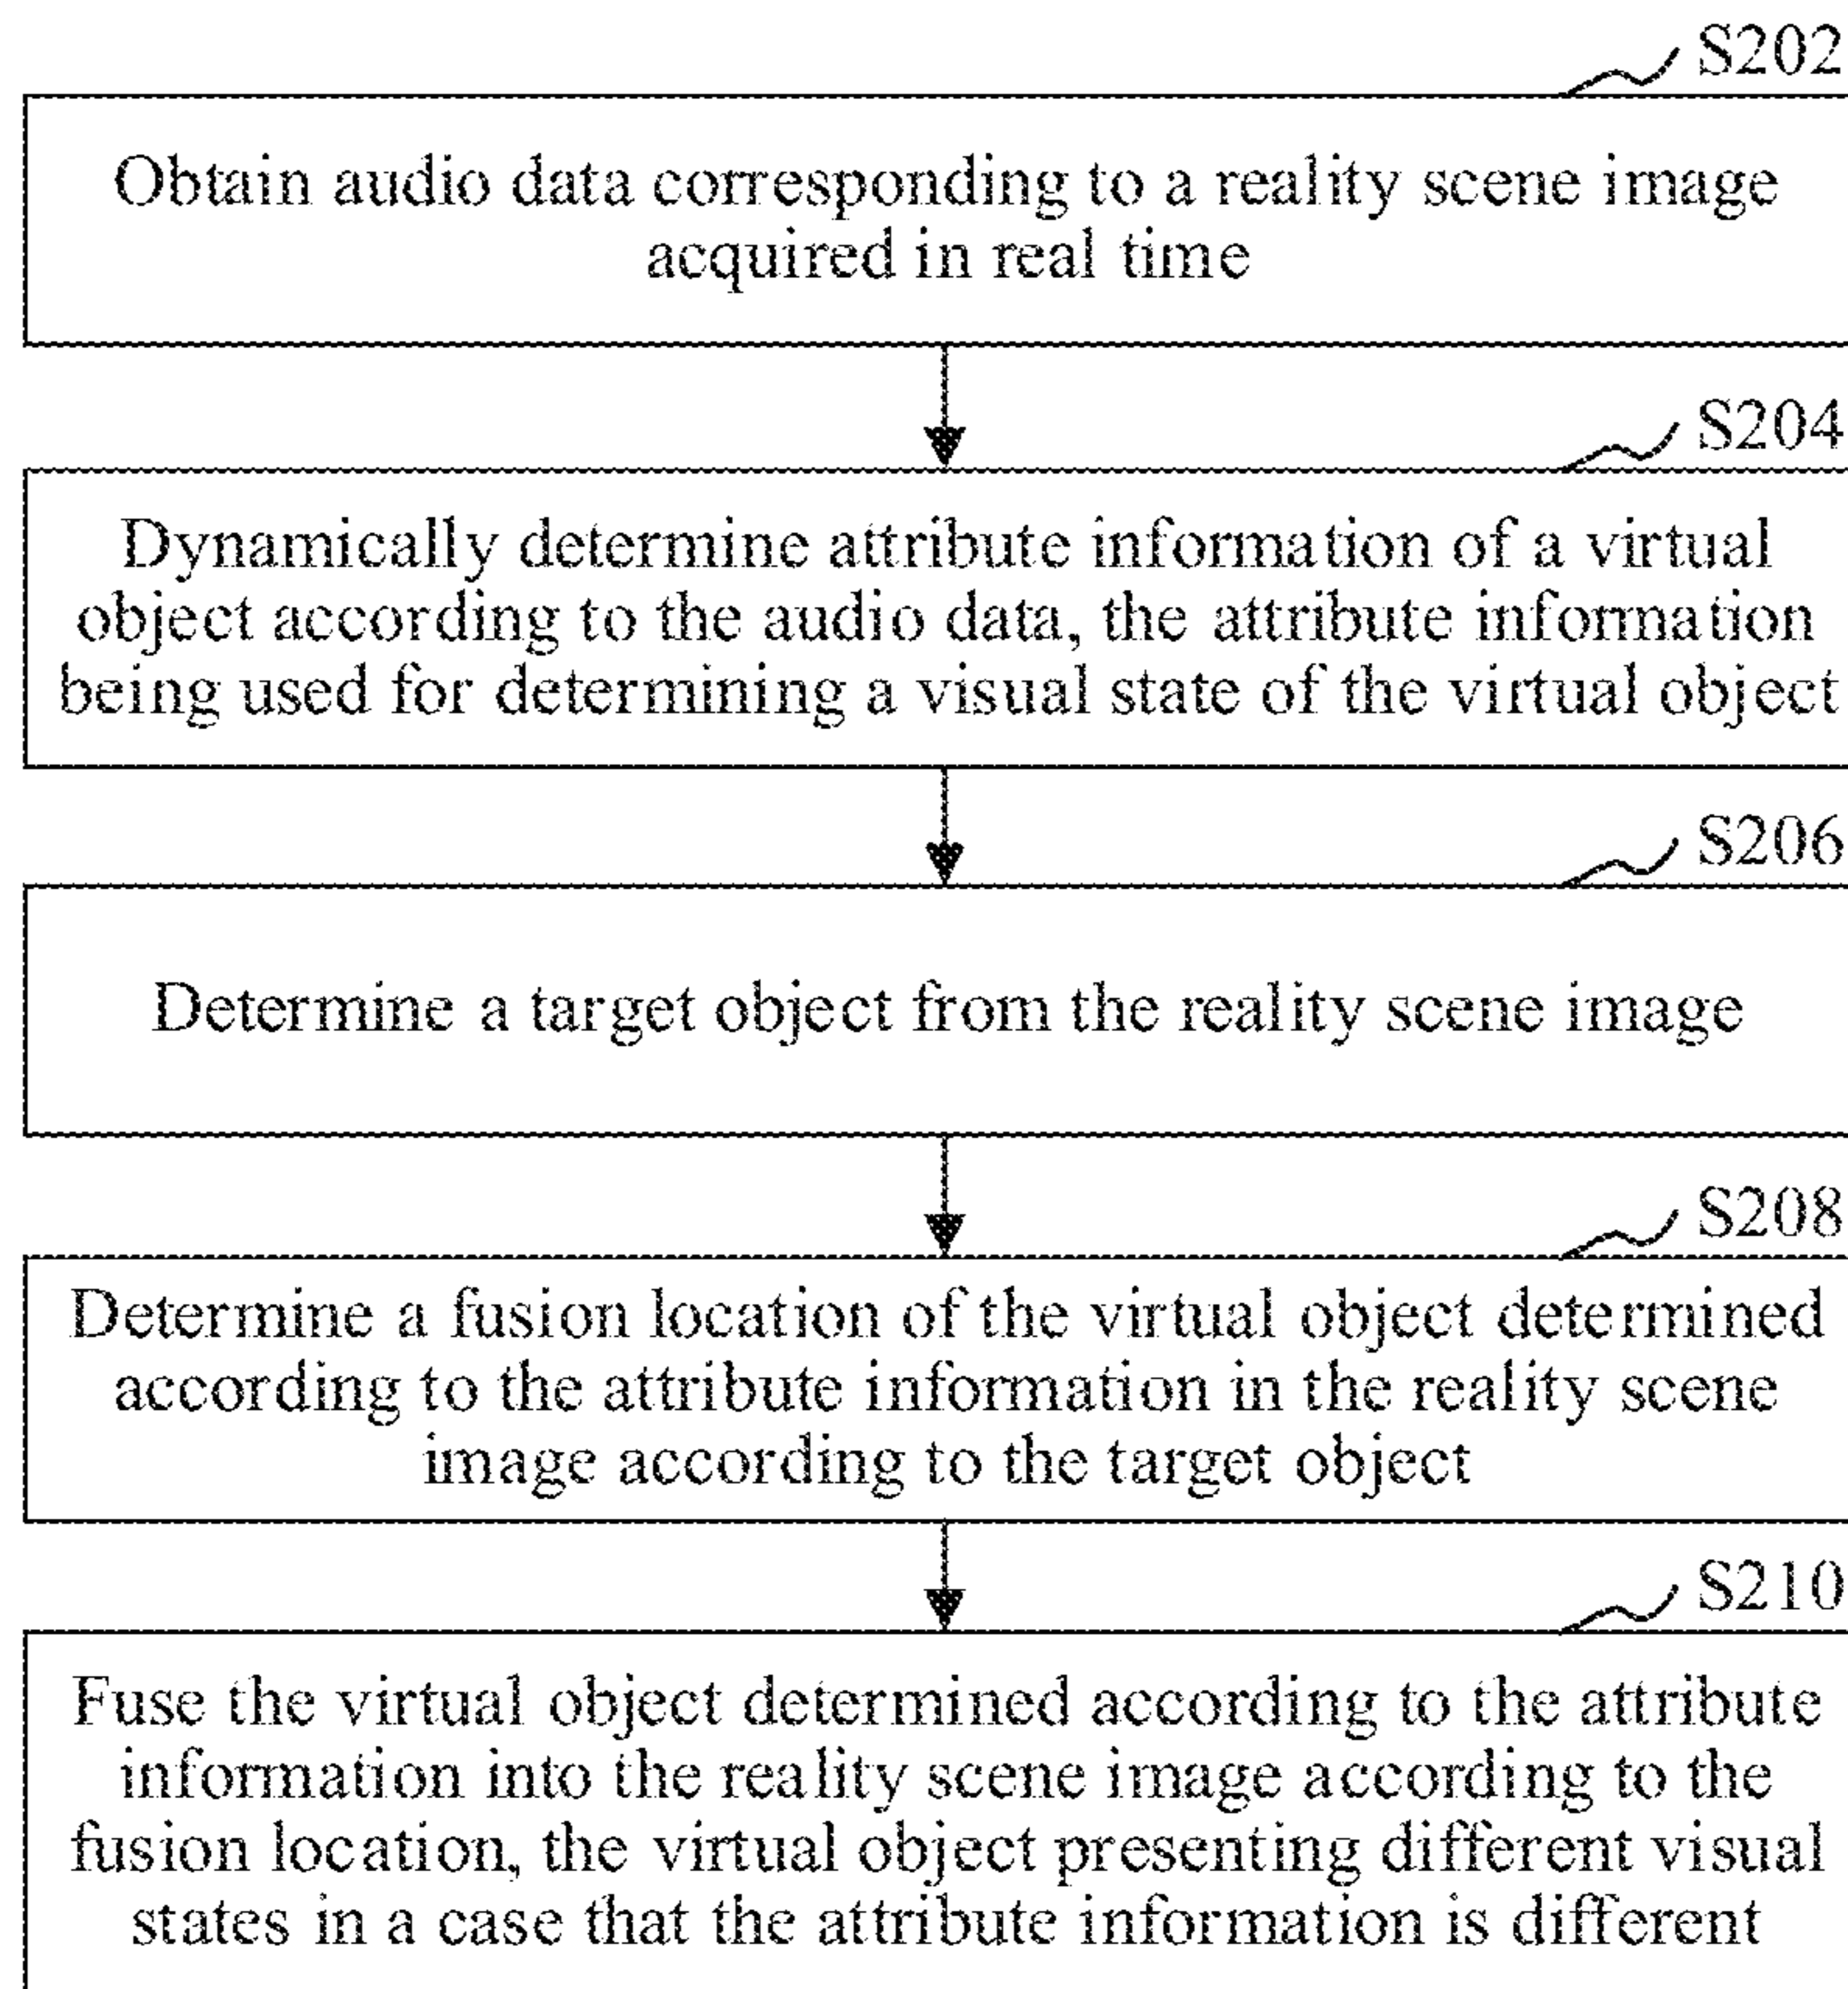 S202
Obtain audio data corresponding to a reality scene image
acquired in real time
S204
Dynamically determine attribute information of a virtual
object according to the audio data, the attribute information
being used for determining a visual state of the virtual object
S206
Determine a target object from the reality scene image
S208
Determine a fusion location of the virtual object determined
according to the attribute information in the reality scene
image according to the target object
S210
Fuse the virtual object determined according to the attribute
information into the reality scene image according to the
fusion location, the virtual object presenting different visual
states in a case that the attribute information is different